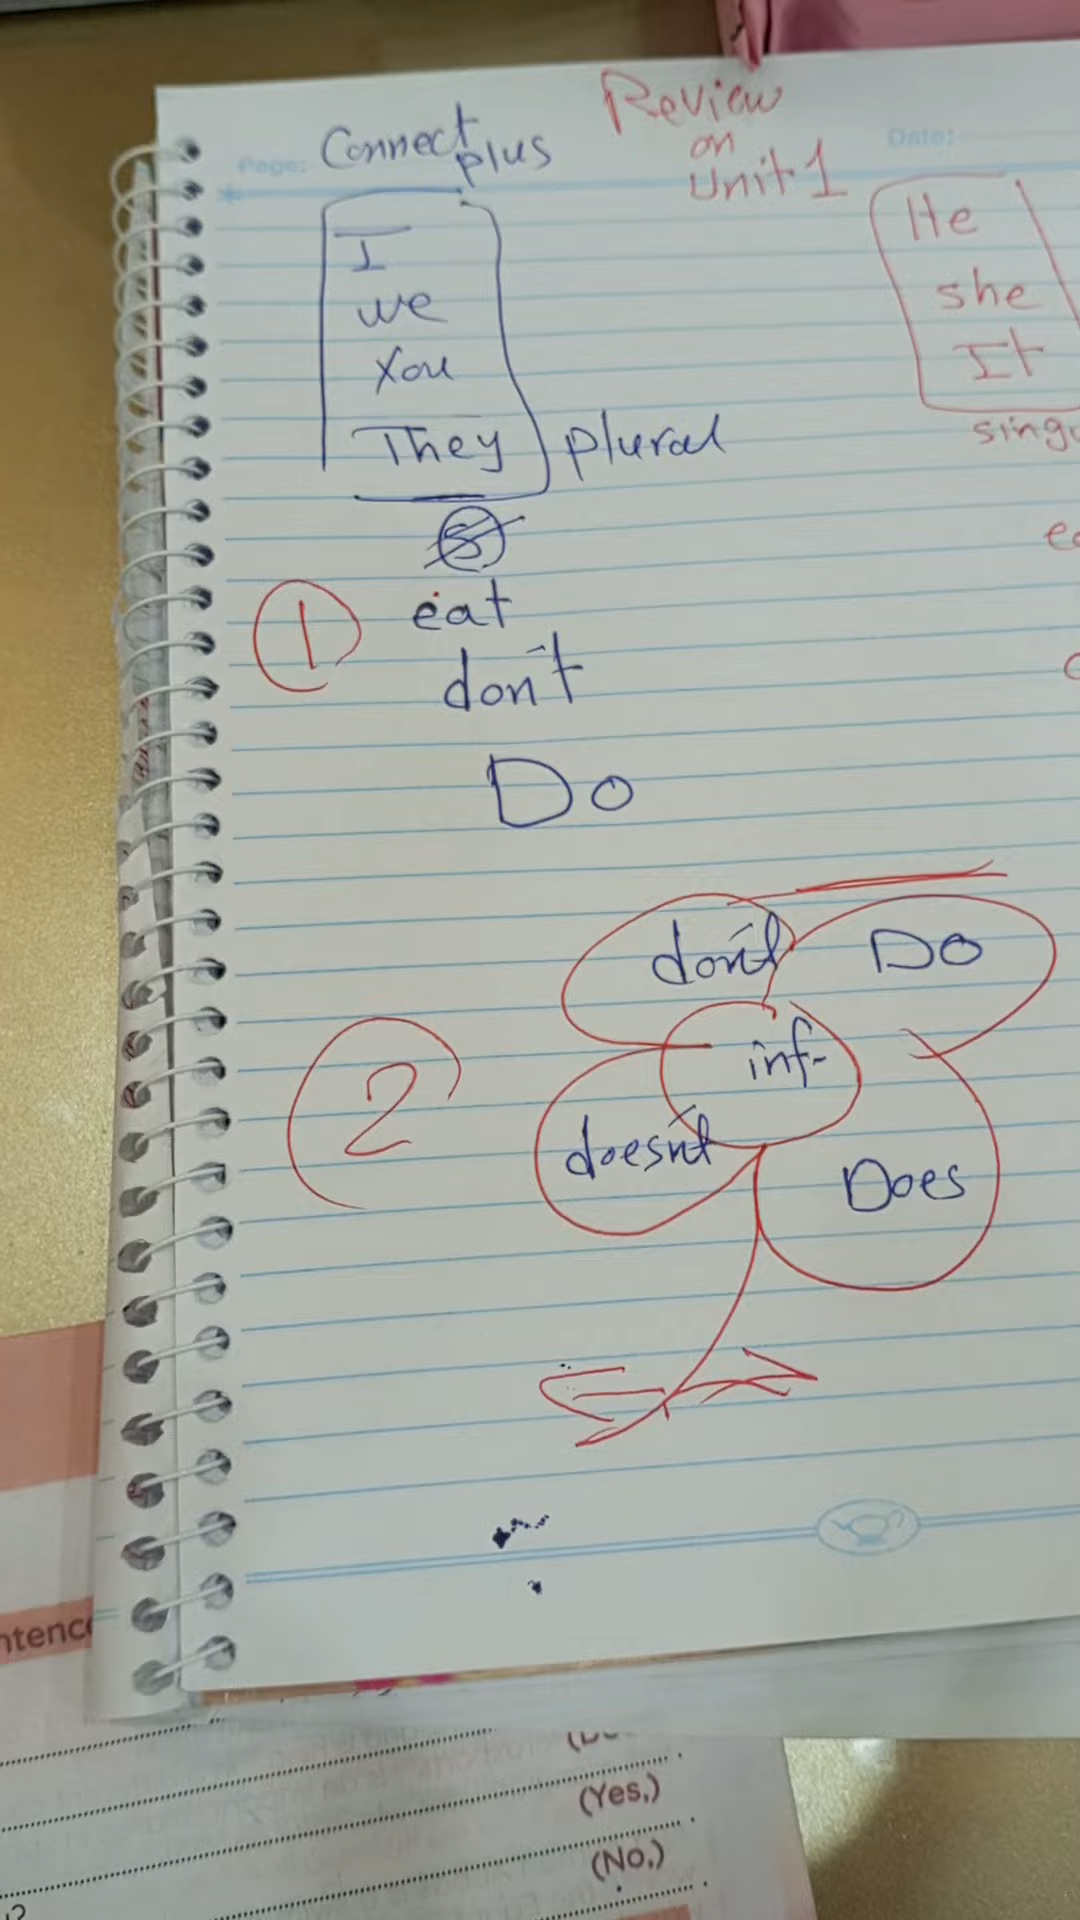 Page: Connect plus
Review on Unit 1
Date:
I
we
You
They
plural
He
she
It
S
1
eat
don't
Do
2
don't
Do
inf-
doesn't
Does
(Yes,)
(No,)